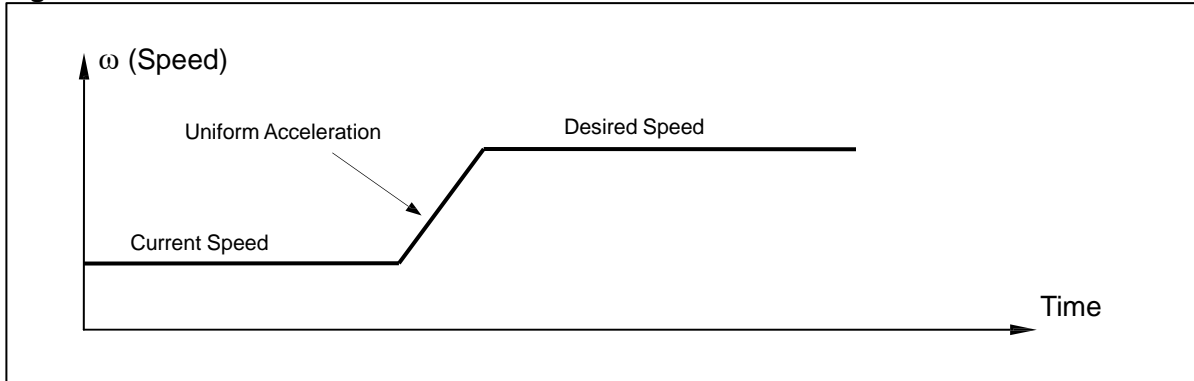 ω (Speed)
Uniform Acceleration
Desired Speed
Current Speed
Time